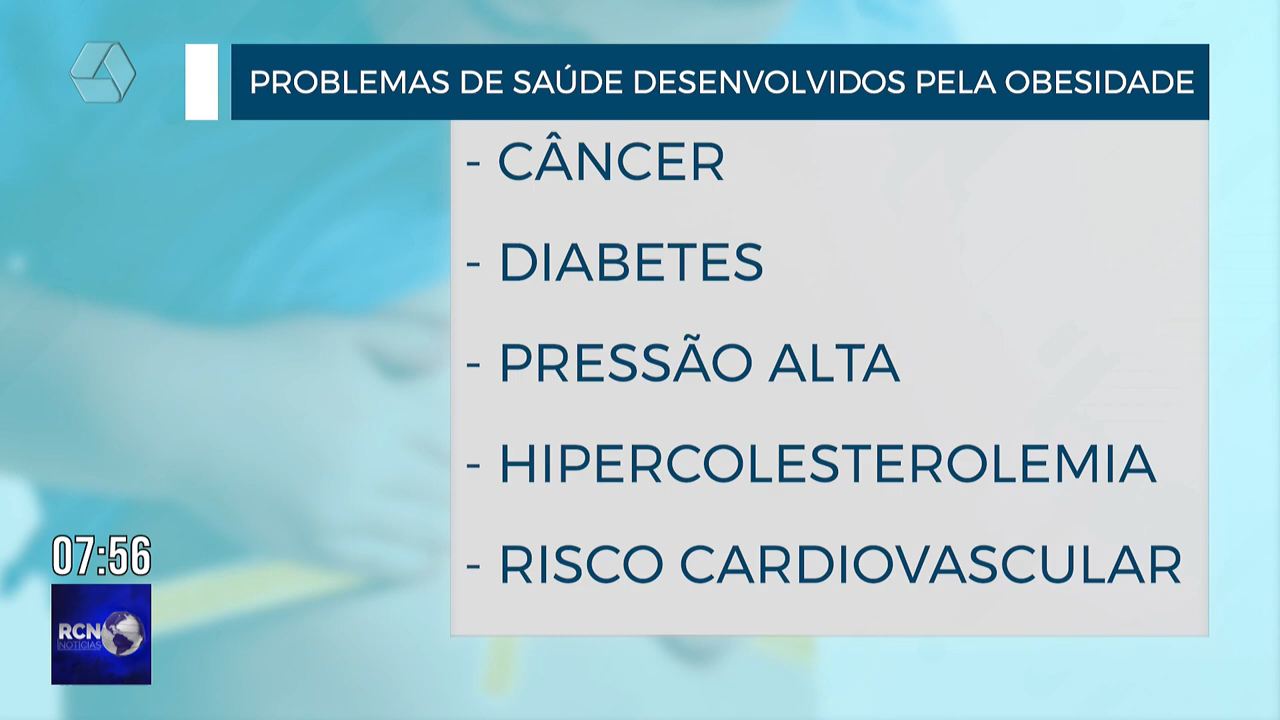 PROBLEMAS DE SAÚDE DESENVOLVIDOS PELA OBESIDADE
- CÂNCER
- DIABETES
- PRESSÃO ALTA
- HIPERCOLESTEROLEMIA
- RISCO CARDIOVASCULAR
07:56
RCN
NOTÍCIAS